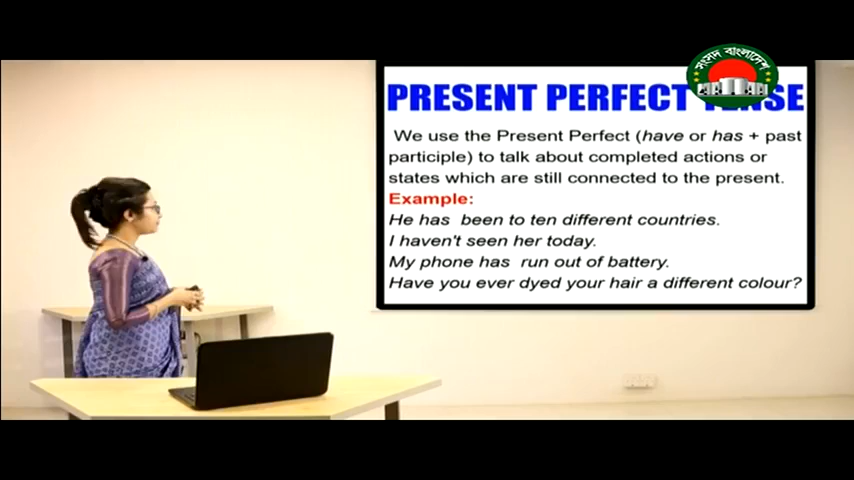 সংসদ বাংলাদেশ
PRESENT PERFECT TENSE
We use the Present Perfect (have or has + past
participle) to talk about completed actions or
states which are still connected to the present.
Example:
He has been to ten different countries.
I haven't seen her today.
My phone has run out of battery.
Have you ever dyed your hair a different colour?